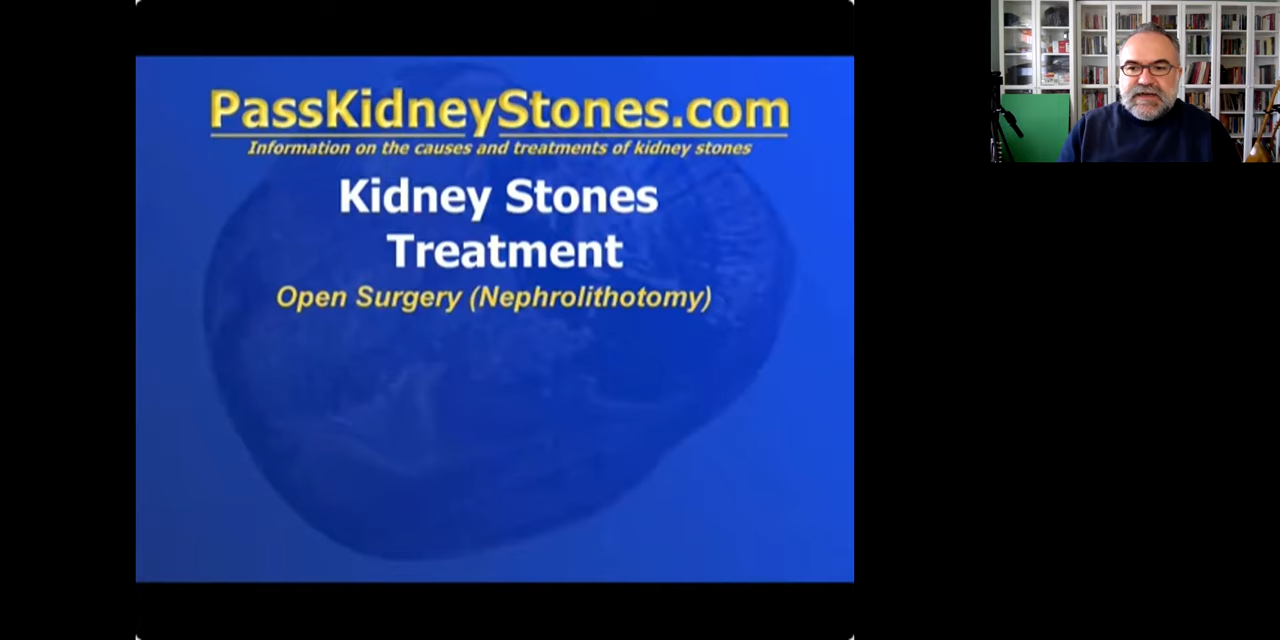 PassKidneyStones.com
Information on the causes and treatments of kidney stones
Kidney Stones
Treatment
Open Surgery (Nephrolithotomy)